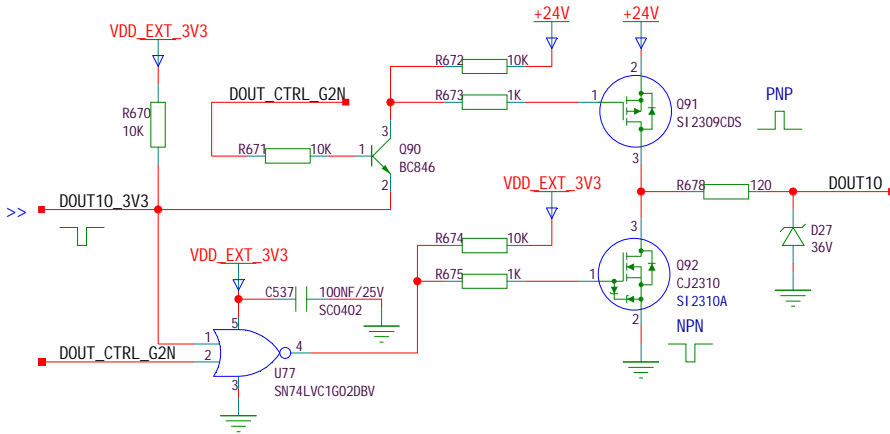 +24V +24V
VDD_EXT_3V3
R672 10K
2
DOUT_CTRL_G2N
R673 1K
1
Q91
SI2309CDS
PNP
R670
10K
3
R671 10K
1
Q90
BC846
2
3
VDD_EXT_3V3
R678 120
DOUT10
>> DOUT10_3V3
3
D27
36V
R674 10K
VDD_EXT_3V3
R675 1K
1
Q92
CJ2310
SI2310A
C537 100NF/25V
SC0402
2
NPN
5
1
DOUT_CTRL_G2N
2
4
U77
3
SN74LVC1G02DBV